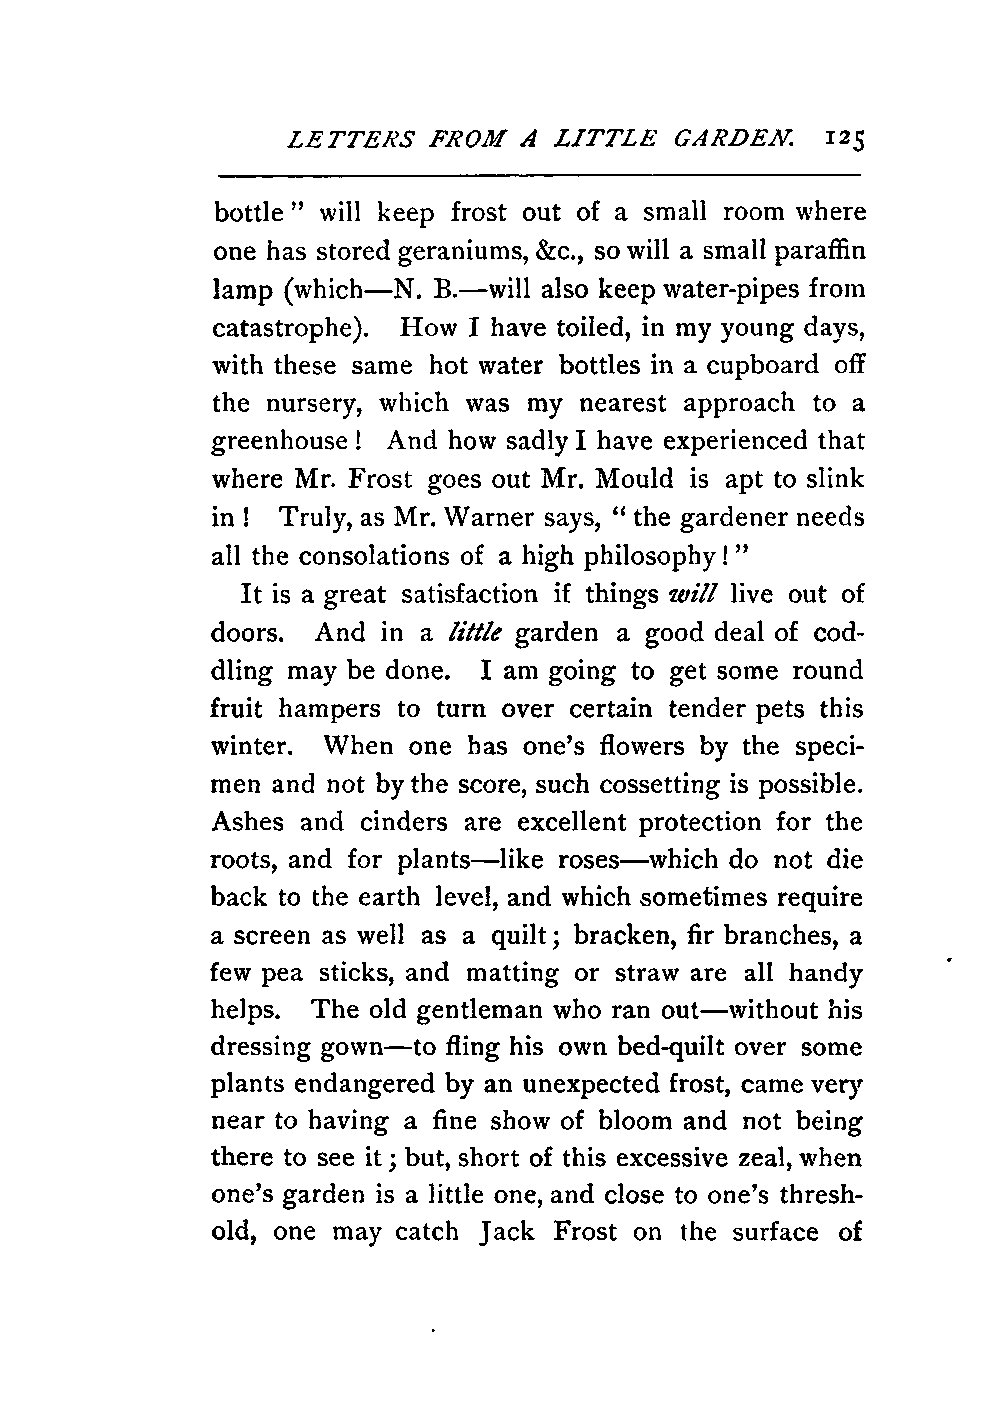 LETTERS FROM A LITTLE GARDEN. 125
bottle" will keep frost out of a small room where
one has stored geraniums, &c., so will a small paraffin
lamp (which—N. B.—will also keep water-pipes from
catastrophe). How I have toiled, in my young days,
with these same hot water bottles in a cupboard off
the nursery, which was my nearest approach to a
greenhouse! And how sadly I have experienced that
where Mr. Frost goes out Mr. Mould is apt to slink
in! Truly, as Mr. Warner says, "the gardener needs
all the consolations of a high philosophy!"
It is a great satisfaction if things will live out of
doors. And in a little garden a good deal of cod-
dling may be done. I am going to get some round
fruit hampers to turn over certain tender pets this
winter. When one has one's flowers by the speci-
men and not by the score, such cossetting is possible.
Ashes and cinders are excellent protection for the
roots, and for plants—like roses—which do not die
back to the earth level, and which sometimes require
a screen as well as a quilt; bracken, fir branches, a
few pea sticks, and matting or straw are all handy
helps. The old gentleman who ran out—without his
dressing gown—to fling his own bed-quilt over some
plants endangered by an unexpected frost, came very
near to having a fine show of bloom and not being
there to see it; but, short of this excessive zeal, when
one's garden is a little one, and close to one's thresh-
old, one may catch Jack Frost on the surface of